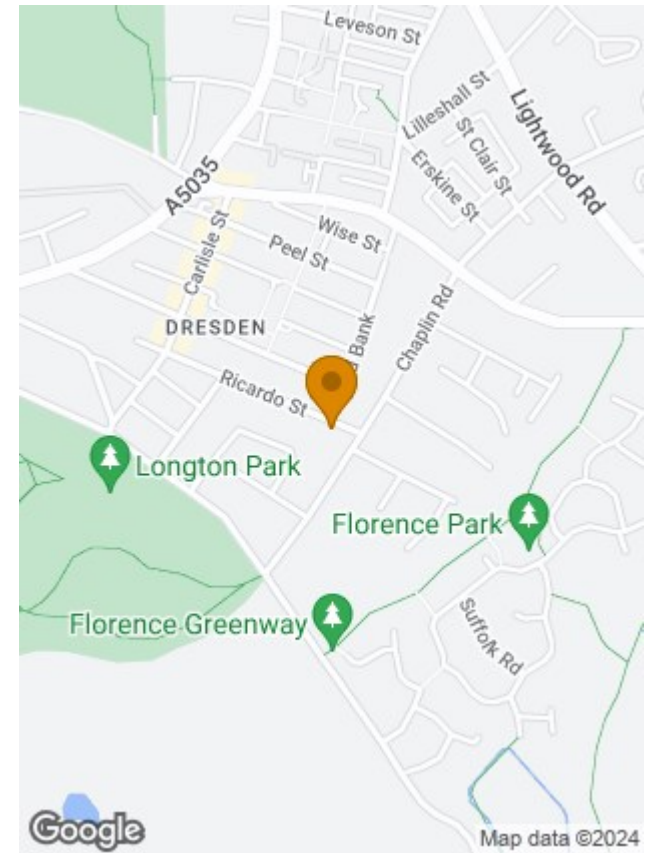 Leveson St
Lilleshall St
Lightwood Rd
St Clair St
Erskine St
A5035
Carlisle St
Wise St
Peel St
DRESDEN
Bank
Chaplin Rd
Ricardo St
Longton Park
Florence Park
Florence Greenway
Suffolk Rd
Google
Map data ©2024